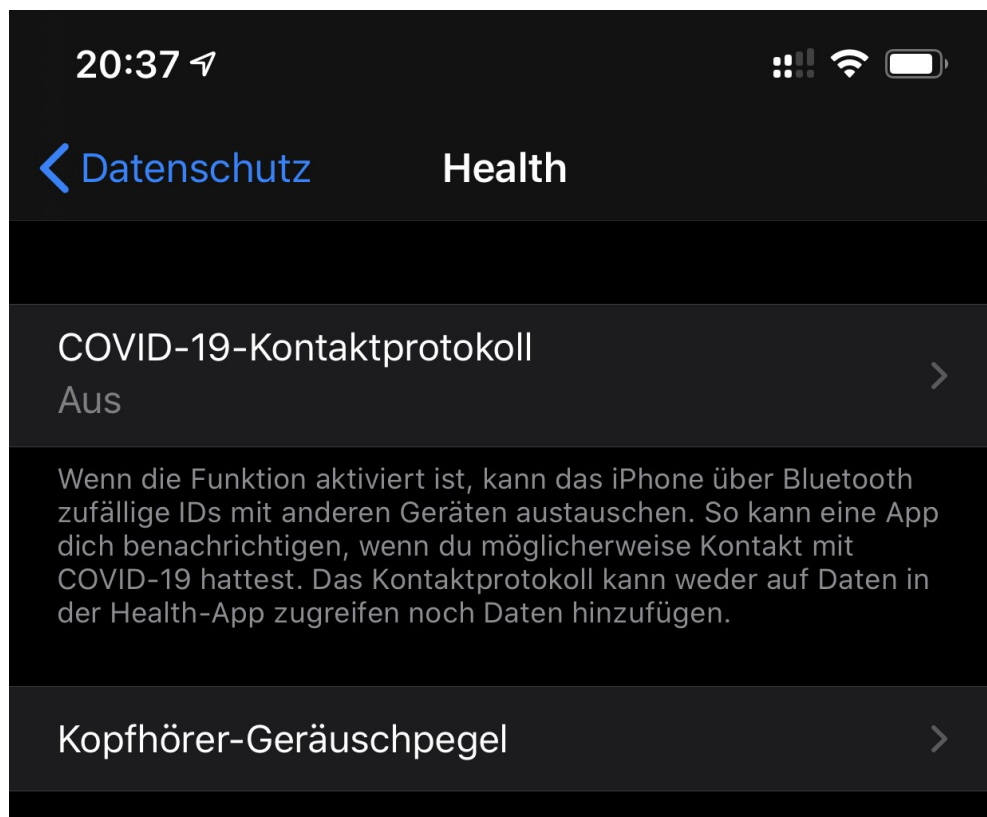 20:37
Datenschutz
Health
COVID-19-Kontaktprotokoll
Aus
Wenn die Funktion aktiviert ist, kann das iPhone über Bluetooth
zufällige IDs mit anderen Geräten austauschen. So kann eine App
dich benachrichtigen, wenn du möglicherweise Kontakt mit
COVID-19 hattest. Das Kontaktprotokoll kann weder auf Daten in
der Health-App zugreifen noch Daten hinzufügen.
Kopfhörer-Geräuschpegel